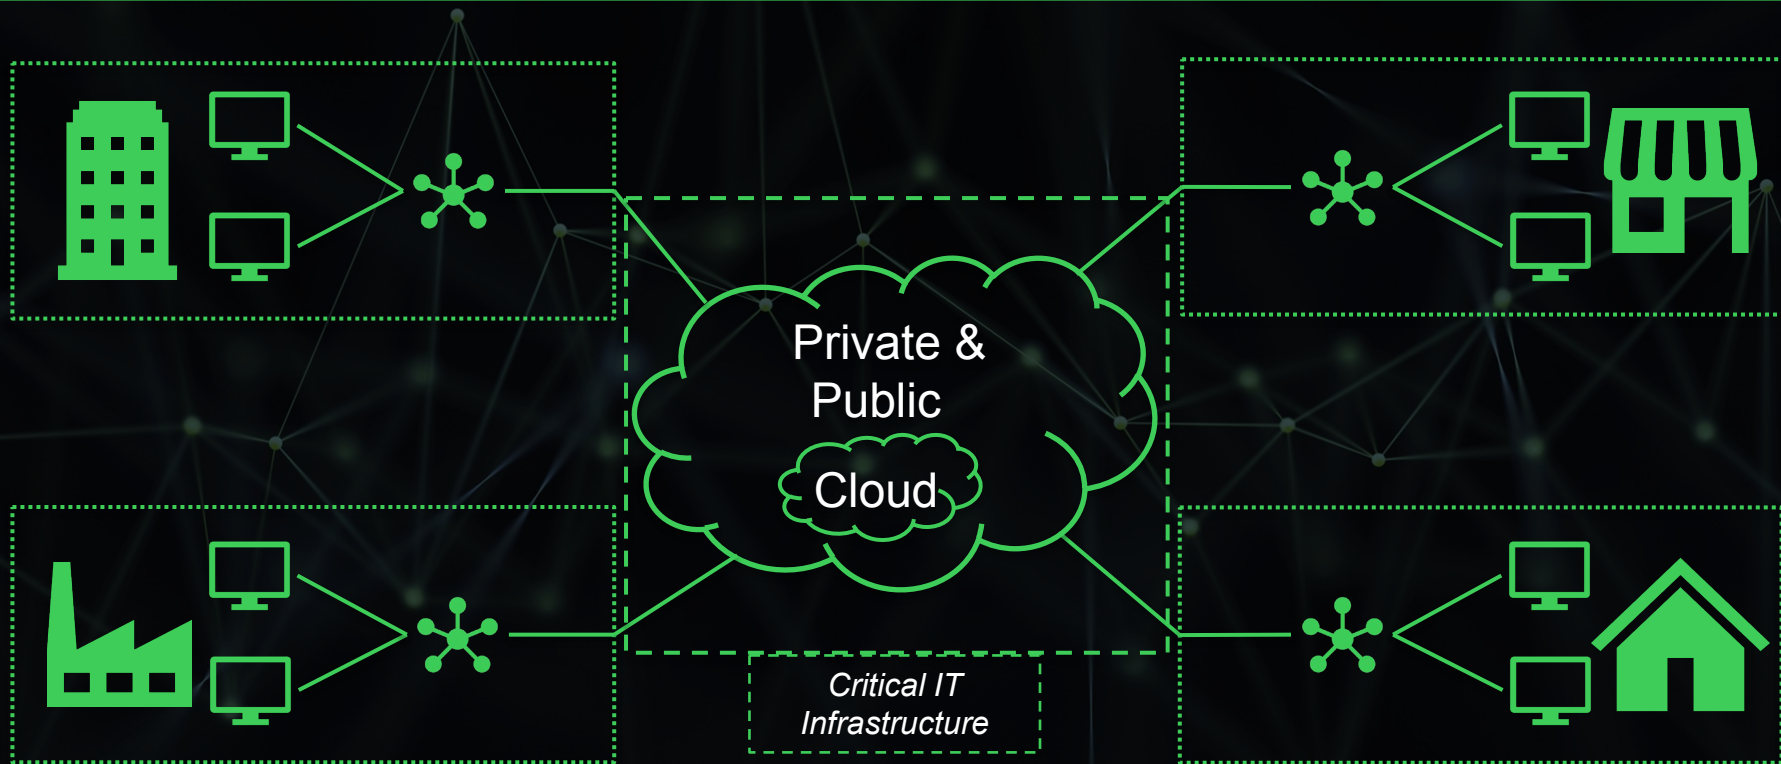 Private &
Public
Cloud
Critical IT
Infrastructure